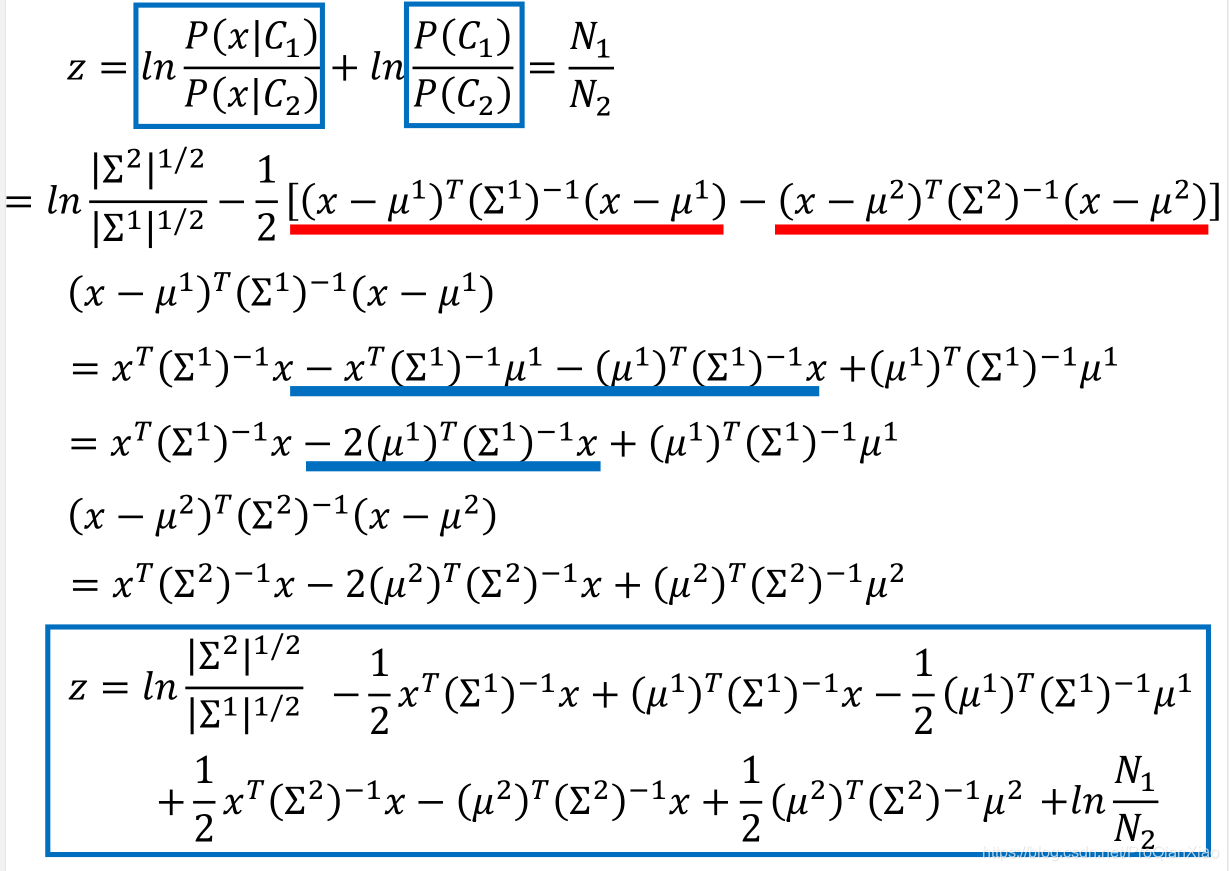 z = ln P(x|C₁)/P(x|C₂) + ln P(C₁)/P(C₂) = N₁/N₂
= ln |Σ²|^{1/2}/|Σ¹|^{1/2} − 1/2 [(x − μ¹)ᵀ(Σ¹)⁻¹(x − μ¹) − (x − μ²)ᵀ(Σ²)⁻¹(x − μ²)]
(x − μ¹)ᵀ(Σ¹)⁻¹(x − μ¹)
= xᵀ(Σ¹)⁻¹x − xᵀ(Σ¹)⁻¹μ¹ − (μ¹)ᵀ(Σ¹)⁻¹x +(μ¹)ᵀ(Σ¹)⁻¹μ¹
= xᵀ(Σ¹)⁻¹x − 2(μ¹)ᵀ(Σ¹)⁻¹x + (μ¹)ᵀ(Σ¹)⁻¹μ¹
(x − μ²)ᵀ(Σ²)⁻¹(x − μ²)
= xᵀ(Σ²)⁻¹x − 2(μ²)ᵀ(Σ²)⁻¹x + (μ²)ᵀ(Σ²)⁻¹μ²
z = ln |Σ²|^{1/2}/|Σ¹|^{1/2} − 1/2 xᵀ(Σ¹)⁻¹x + (μ¹)ᵀ(Σ¹)⁻¹x − 1/2 (μ¹)ᵀ(Σ¹)⁻¹μ¹
+ 1/2 xᵀ(Σ²)⁻¹x − (μ²)ᵀ(Σ²)⁻¹x + 1/2 (μ²)ᵀ(Σ²)⁻¹μ² +ln N₁/N₂